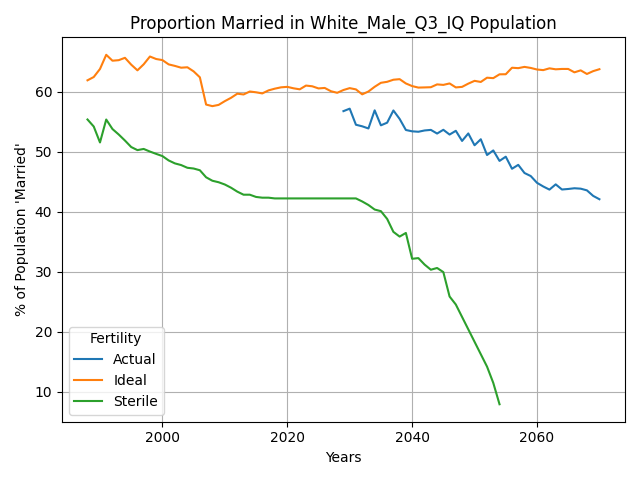 Proportion Married in White_Male_Q3_IQ Population
% of Population 'Married'
60
50
40
30
20
10
Fertility
Actual
Ideal
Sterile
2000 2020 2040 2060
Years